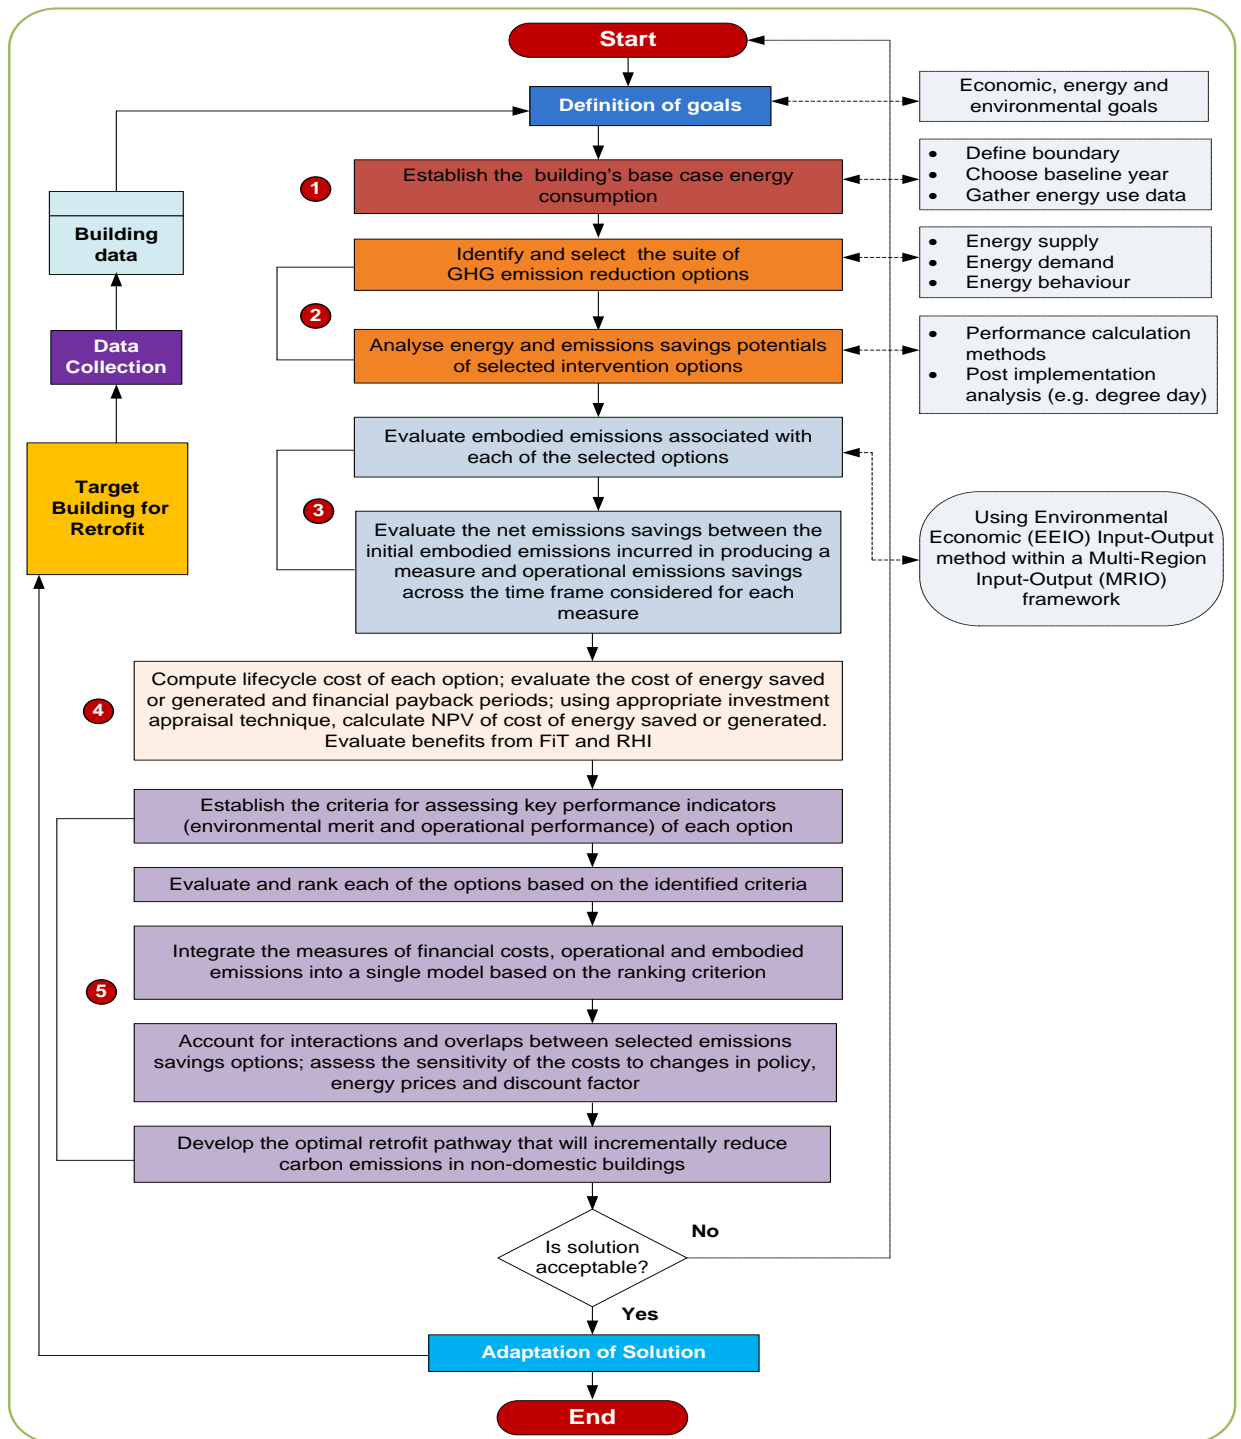 Start
Definition of goals
Economic, energy and
environmental goals
1
Establish the building's base case energy
consumption
• Define boundary
• Choose baseline year
• Gather energy use data
Building
data
Identify and select the suite of
GHG emission reduction options
• Energy supply
• Energy demand
• Energy behaviour
2
Data
Collection
Analyse energy and emissions savings potentials
of selected intervention options
• Performance calculation
methods
• Post implementation
analysis (e.g. degree day)
Evaluate embodied emissions associated with
each of the selected options
Target
Building for
Retrofit
3
Evaluate the net emissions savings between the
initial embodied emissions incurred in producing a
measure and operational emissions savings
across the time frame considered for each
measure
Using Environmental
Economic (EEIO) Input-Output
method within a Multi-Region
Input-Output (MRIO)
framework
4
Compute lifecycle cost of each option; evaluate the cost of energy saved
or generated and financial payback periods; using appropriate investment
appraisal technique, calculate NPV of cost of energy saved or generated.
Evaluate benefits from FiT and RHI
Establish the criteria for assessing key performance indicators
(environmental merit and operational performance) of each option
Evaluate and rank each of the options based on the identified criteria
Integrate the measures of financial costs, operational and embodied
emissions into a single model based on the ranking criterion
5
Account for interactions and overlaps between selected emissions
savings options; assess the sensitivity of the costs to changes in policy,
energy prices and discount factor
Develop the optimal retrofit pathway that will incrementally reduce
carbon emissions in non-domestic buildings
Is solution
acceptable?
No
Yes
Adaptation of Solution
End